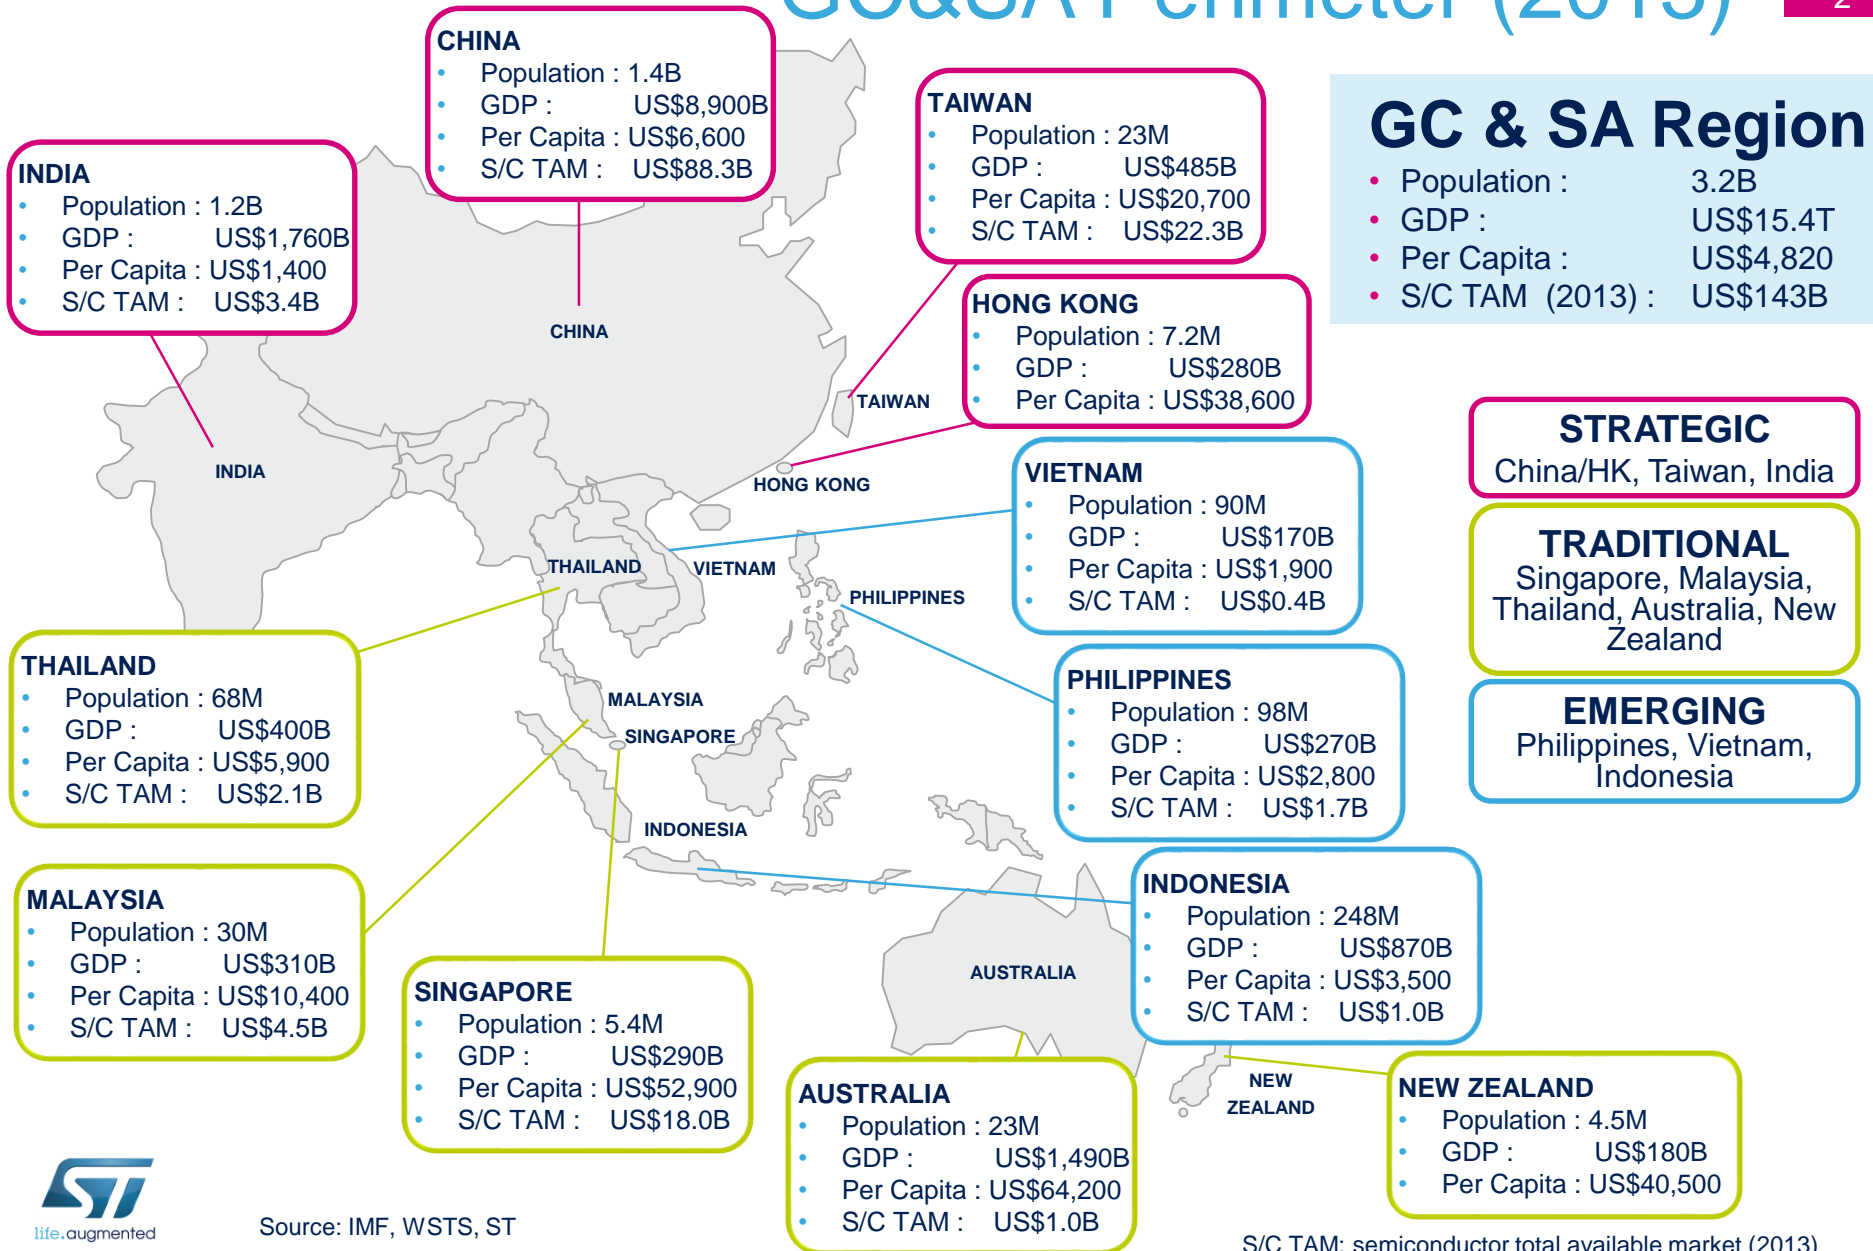 GC&SA Perimeter (2013)
2
CHINA
• Population : 1.4B
• GDP : US$8,900B
• Per Capita : US$6,600
• S/C TAM : US$88.3B
TAIWAN
• Population : 23M
• GDP : US$485B
• Per Capita : US$20,700
• S/C TAM : US$22.3B
GC & SA Region
• Population : 3.2B
• GDP : US$15.4T
• Per Capita : US$4,820
• S/C TAM (2013) : US$143B
INDIA
• Population : 1.2B
• GDP : US$1,760B
• Per Capita : US$1,400
• S/C TAM : US$3.4B
HONG KONG
• Population : 7.2M
• GDP : US$280B
• Per Capita : US$38,600
CHINA
TAIWAN
INDIA
HONG KONG
STRATEGIC
China/HK, Taiwan, India
VIETNAM
• Population : 90M
• GDP : US$170B
• Per Capita : US$1,900
• S/C TAM : US$0.4B
TRADITIONAL
Singapore, Malaysia,
Thailand, Australia, New
Zealand
THAILAND
VIETNAM
PHILIPPINES
THAILAND
• Population : 68M
• GDP : US$400B
• Per Capita : US$5,900
• S/C TAM : US$2.1B
PHILIPPINES
• Population : 98M
• GDP : US$270B
• Per Capita : US$2,800
• S/C TAM : US$1.7B
EMERGING
Philippines, Vietnam,
Indonesia
MALAYSIA
SINGAPORE
INDONESIA
MALAYSIA
• Population : 30M
• GDP : US$310B
• Per Capita : US$10,400
• S/C TAM : US$4.5B
INDONESIA
• Population : 248M
• GDP : US$870B
• Per Capita : US$3,500
• S/C TAM : US$1.0B
AUSTRALIA
SINGAPORE
• Population : 5.4M
• GDP : US$290B
• Per Capita : US$52,900
• S/C TAM : US$18.0B
AUSTRALIA
• Population : 23M
• GDP : US$1,490B
• Per Capita : US$64,200
• S/C TAM : US$1.0B
NEW
ZEALAND
NEW ZEALAND
• Population : 4.5M
• GDP : US$180B
• Per Capita : US$40,500
ST
life.augmented
Source: IMF, WSTS, ST
S/C TAM: semiconductor total available market (2013)